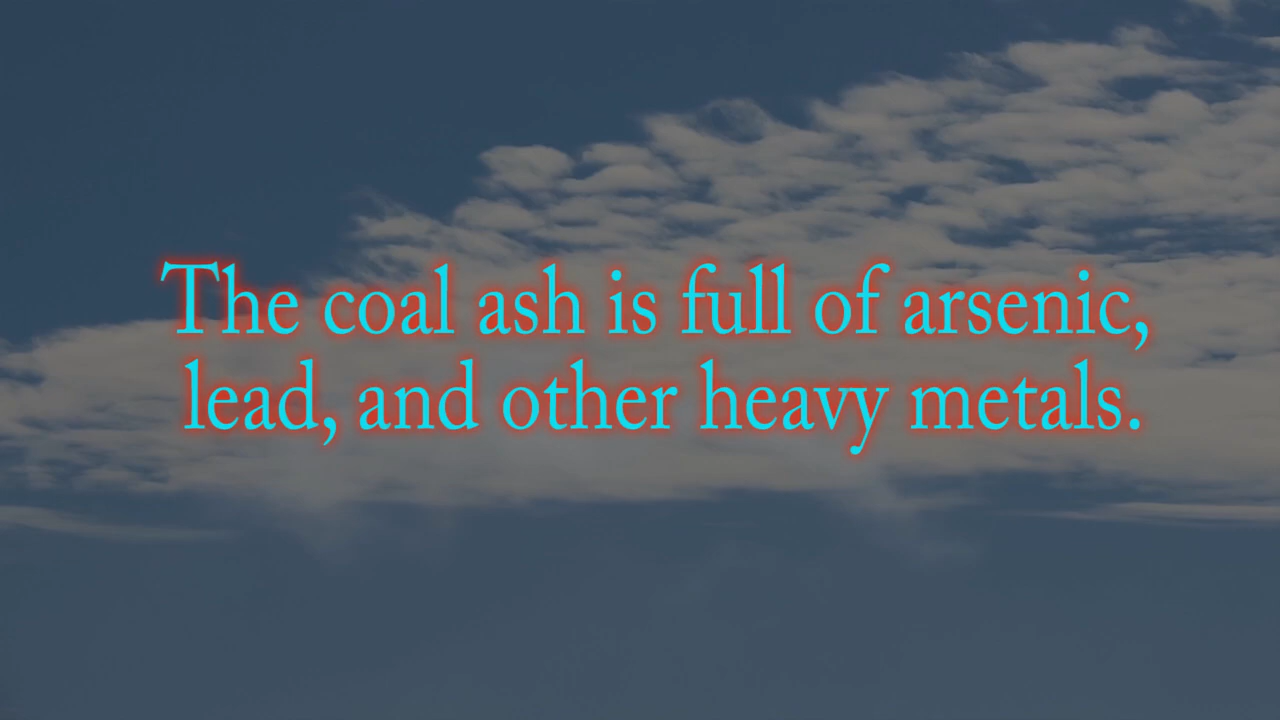 The coal ash is full of arsenic,
lead, and other heavy metals.